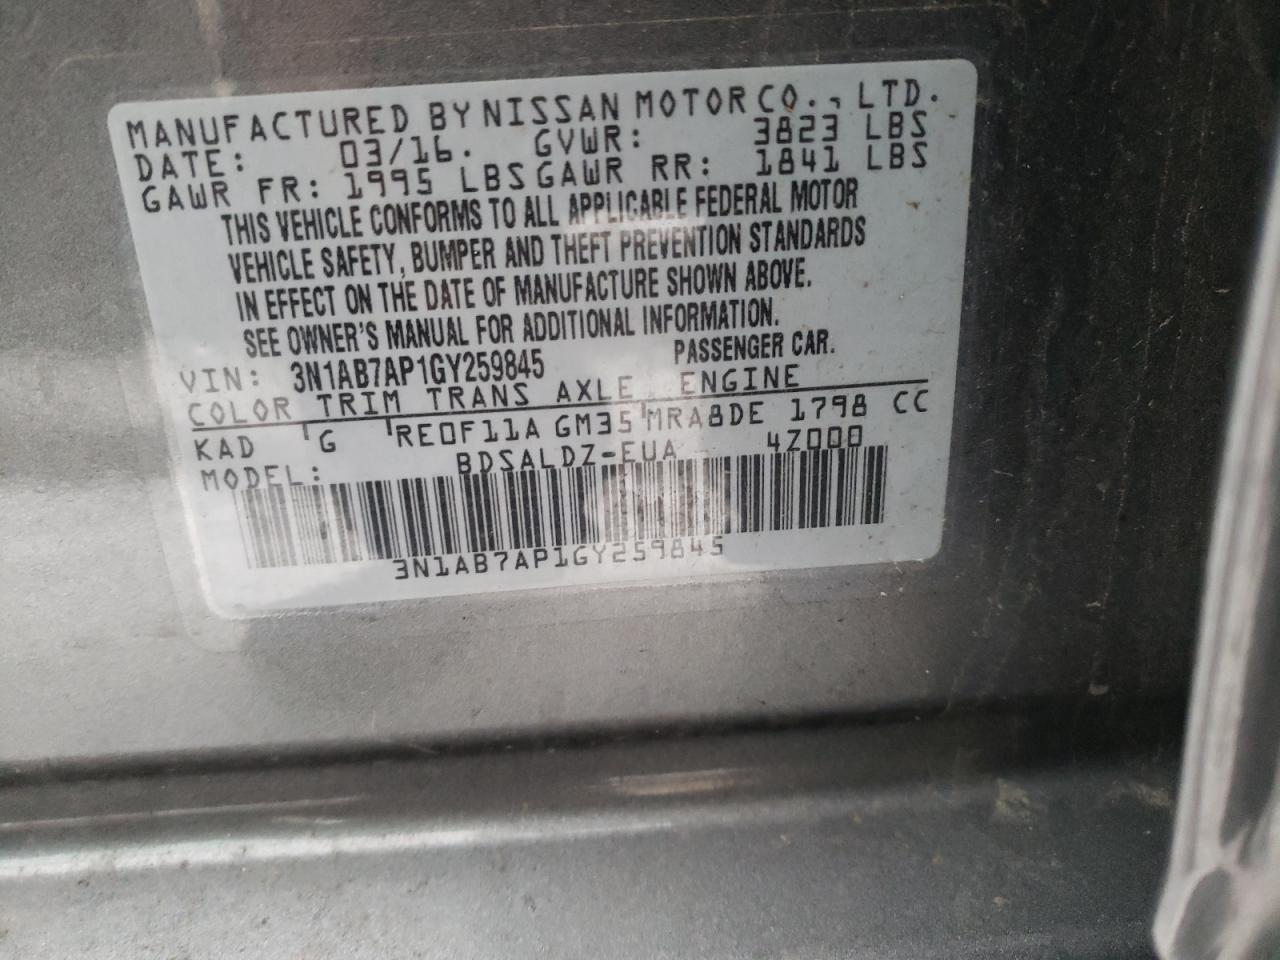 MANUFACTURED BY NISSAN MOTOR CO., LTD.
DATE: 03/16. GVWR: 3823 LBS
GAWR FR: 1995 LBS GAWR RR: 1841 LBS
THIS VEHICLE CONFORMS TO ALL APPLICABLE FEDERAL MOTOR
VEHICLE SAFETY, BUMPER AND THEFT PREVENTION STANDARDS
IN EFFECT ON THE DATE OF MANUFACTURE SHOWN ABOVE.
SEE OWNER'S MANUAL FOR ADDITIONAL INFORMATION.
VIN: 3N1AB7AP1GY259845 PASSENGER CAR.
COLOR TRIM TRANS AXLE ENGINE
KAD G RE0F11A GM35 MRA8DE 1798 CC
MODEL: BDSALDZ-EUA 4Z000
3N1AB7AP1GY259845